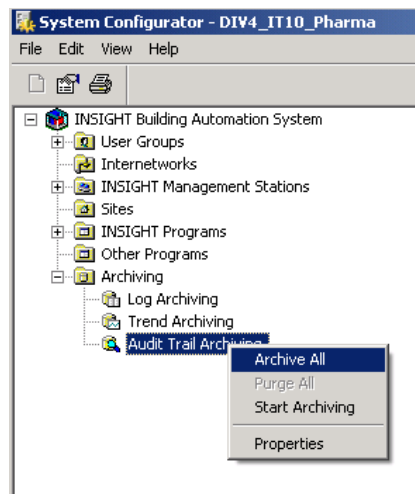 System Configurator - DIV4_IT10_Pharma
File Edit View Help
INSIGHT Building Automation System
User Groups
Internetworks
INSIGHT Management Stations
Sites
INSIGHT Programs
Other Programs
Archiving
Log Archiving
Trend Archiving
Audit Trail Archiving
Archive All
Purge All
Start Archiving
Properties